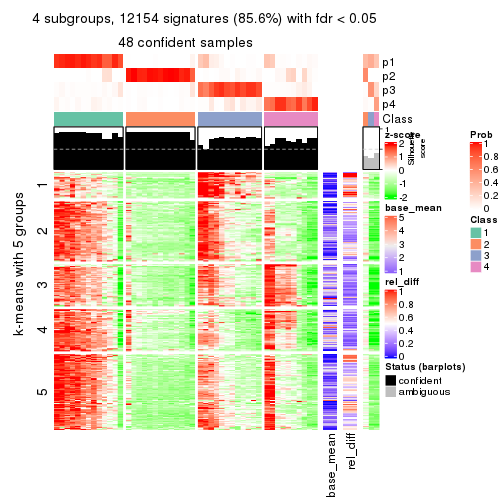 4 subgroups, 12154 signatures (85.6%) with fdr < 0.05
48 confident samples
p1
p2
p3
p4
Class
1
Silhouette
score
z-score
2
1
0
-1
-2
base_mean
5
4
3
2
1
rel_diff
1
0.8
0.6
0.4
0.2
0
Status (barplots)
confident
ambiguous
Prob
1
0.8
0.6
0.4
0.2
0
Class
1
2
3
4
k-means with 5 groups
1
2
3
4
5
base_mean
rel_diff